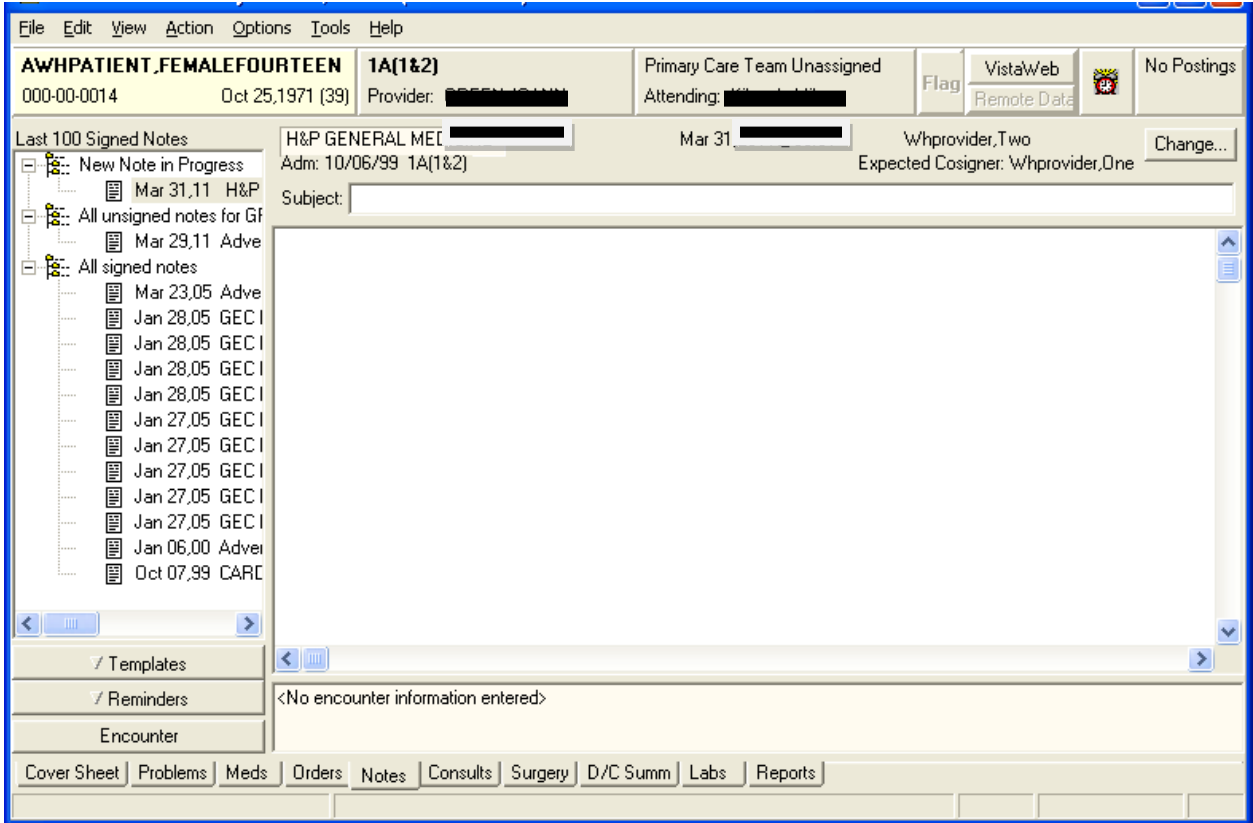 File Edit View Action Options Tools Help
AWHPATIENT,FEMALEFOURTEEN
000-00-0014 Oct 25,1971 (39)
1A(1&2)
Provider:
Primary Care Team Unassigned
Attending:
Flag
VistaWeb
Remote Data
No Postings
Last 100 Signed Notes
New Note in Progress
Mar 31,11 H&P
All unsigned notes for
Mar 29,11 Adve
All signed notes
Mar 23,05 Adve
Jan 28,05 GEC
Jan 28,05 GEC
Jan 28,05 GEC
Jan 28,05 GEC
Jan 27,05 GEC
Jan 27,05 GEC
Jan 27,05 GEC
Jan 27,05 GEC
Jan 27,05 GEC
Jan 06,00 Adve
Oct 07,99 CARD
Templates
Reminders
Encounter
H&P GENERAL MED Mar 31, Whprovider,Two
Change...
Adm: 10/06/99 1A(1&2) Expected Cosigner: Whprovider,One
Subject:
<No encounter information entered>
Cover Sheet Problems Meds Orders Notes Consults Surgery D/C Summ Labs Reports